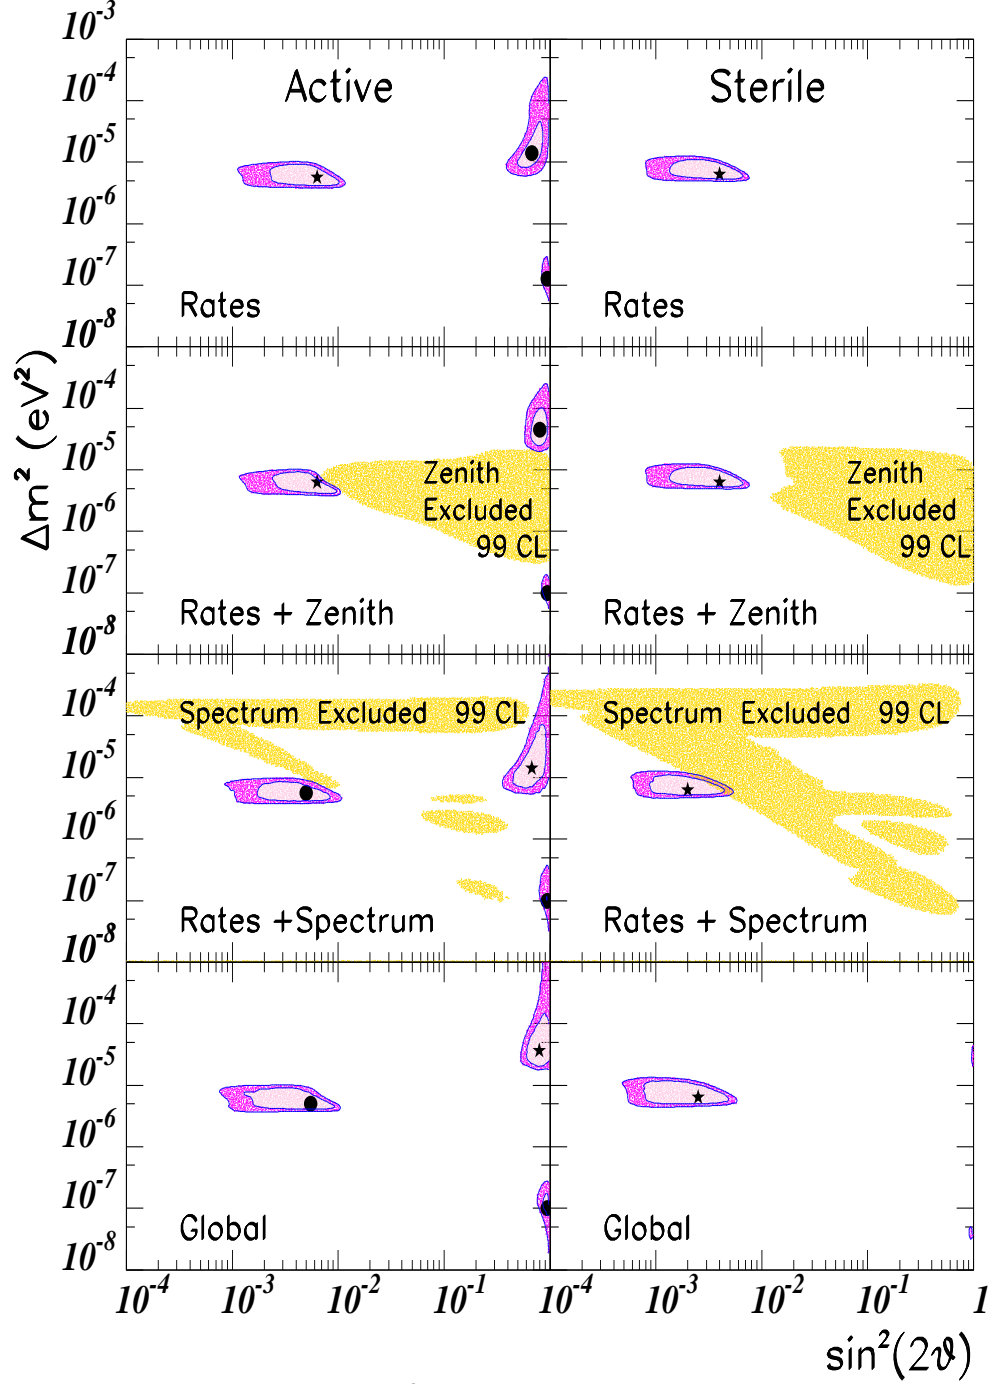 Active
Sterile
10^-3
10^-4
10^-5
10^-6
10^-7
10^-8
Rates
Rates
Δm² (eV²)
10^-4
10^-5
10^-6
10^-7
10^-8
Zenith
Excluded
99 CL
Zenith
Excluded
99 CL
Rates + Zenith
Rates + Zenith
10^-4
10^-5
10^-6
10^-7
10^-8
Spectrum Excluded 99 CL
Spectrum Excluded 99 CL
Rates +Spectrum
Rates + Spectrum
10^-4
10^-5
10^-6
10^-7
10^-8
Global
Global
10^-4 10^-3 10^-2 10^-1 10^-4 10^-3 10^-2 10^-1 1
sin²(2ϑ)